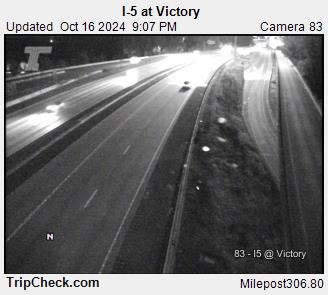 I-5 at Victory
Updated Oct 16 2024 9:07 PM Camera 83
T
N
83 - I5 @ Victory
TripCheck.com Milepost306.80